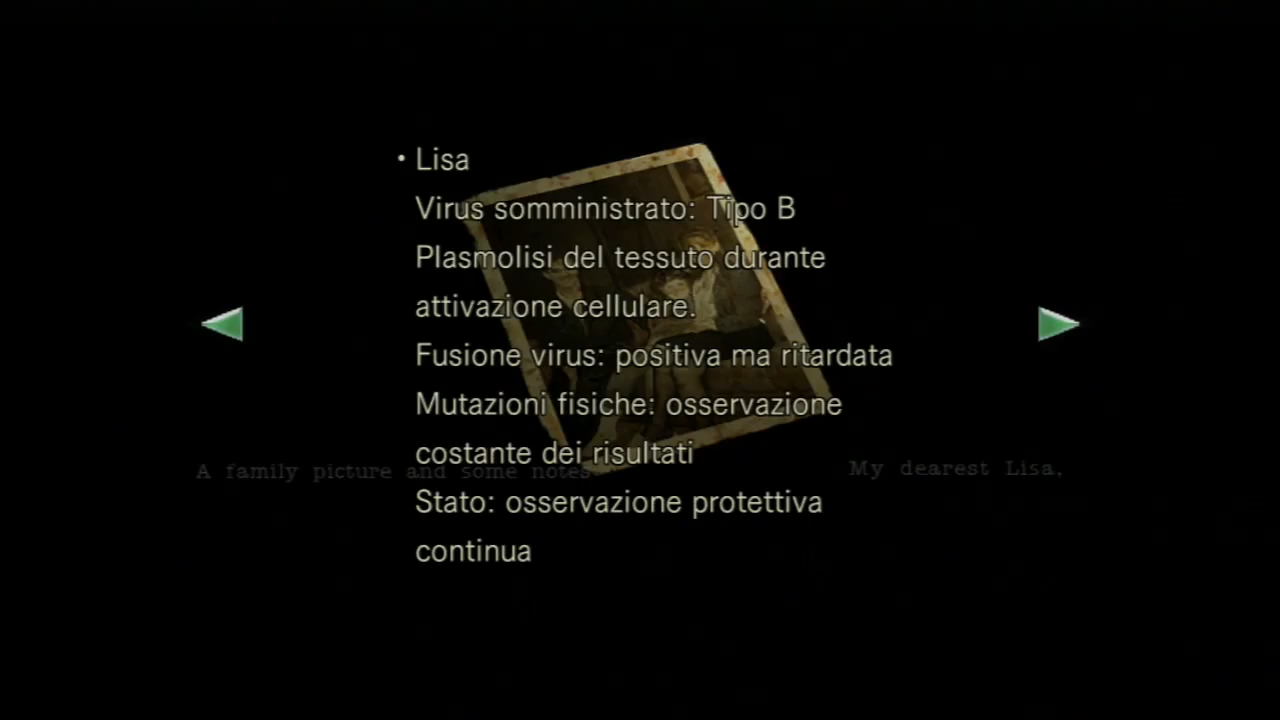 • Lisa
Virus somministrato: Tipo B
Plasmolisi del tessuto durante
attivazione cellulare.
Fusione virus: positiva ma ritardata
Mutazioni fisiche: osservazione
costante dei risultati
A family picture and some notes
My dearest Lisa,
Stato: osservazione protettiva
continua